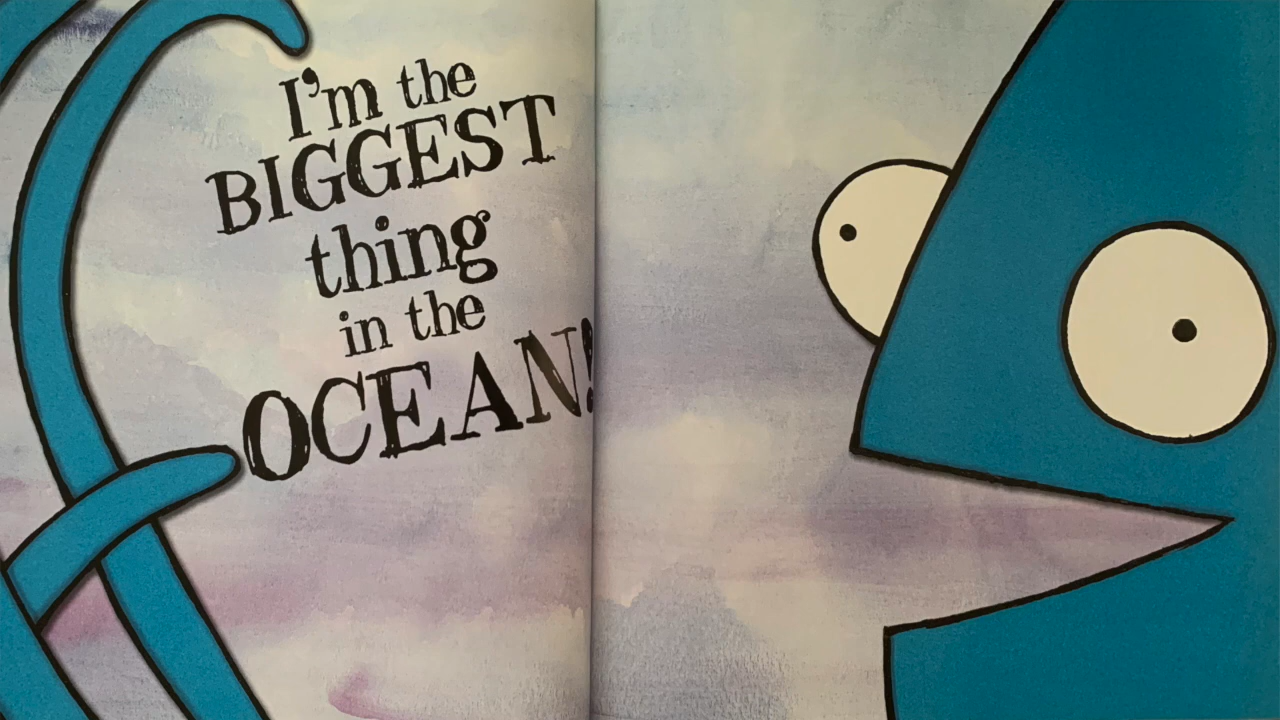 I'm the
BIGGEST
thing
in the
OCEAN!